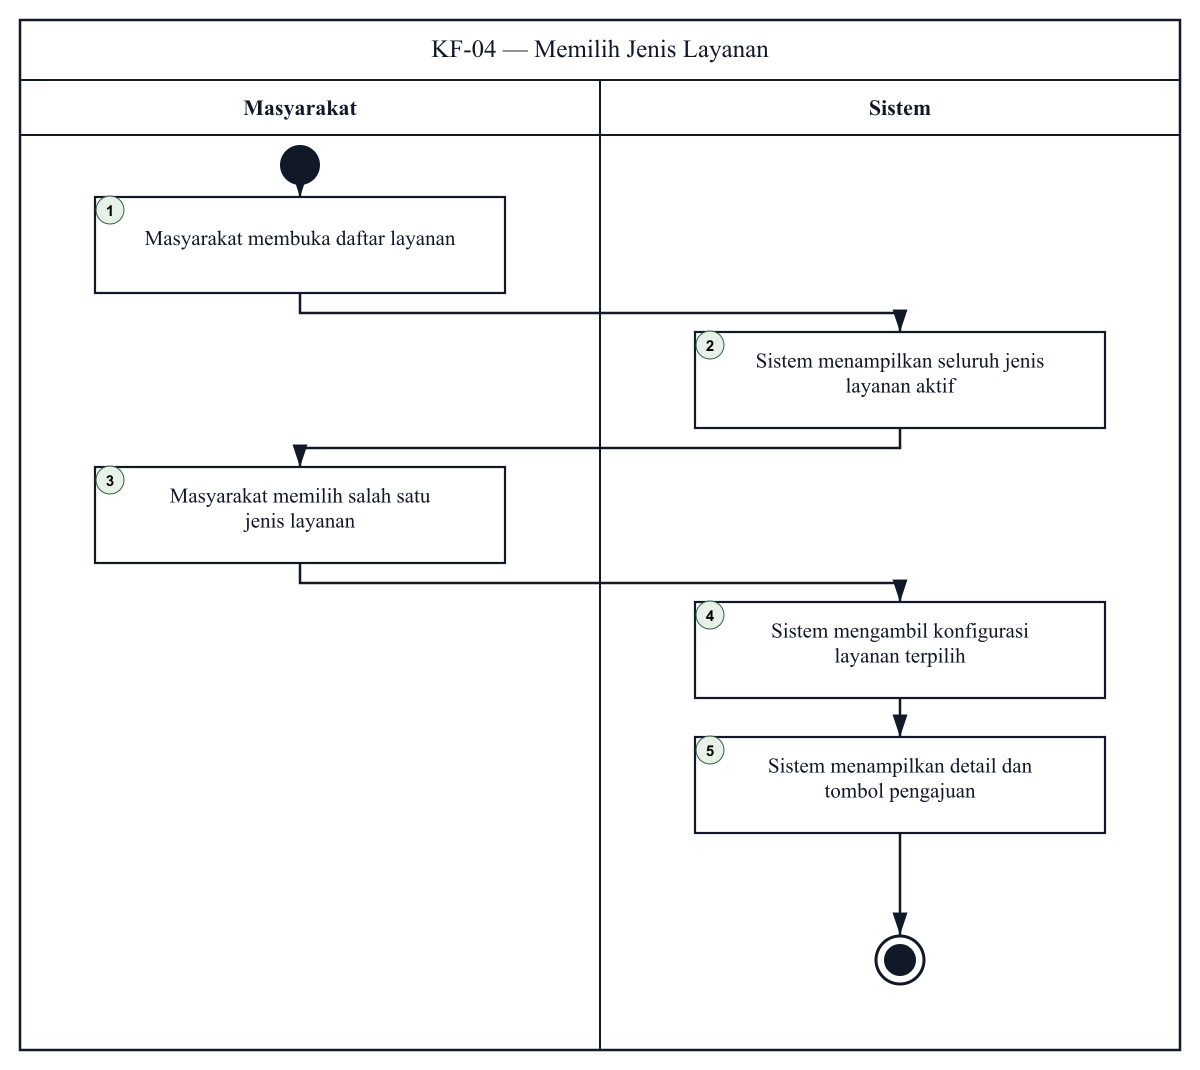 KF-04 — Memilih Jenis Layanan
Masyarakat
Sistem
1
Masyarakat membuka daftar layanan
2
Sistem menampilkan seluruh jenis
layanan aktif
3
Masyarakat memilih salah satu
jenis layanan
4
Sistem mengambil konfigurasi
layanan terpilih
5
Sistem menampilkan detail dan
tombol pengajuan